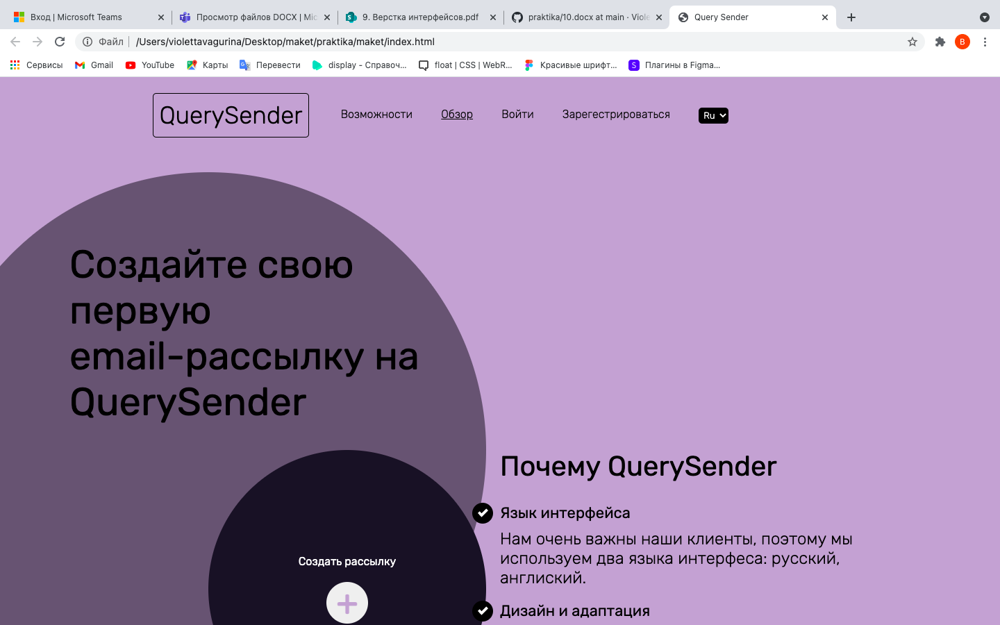 Вход | Microsoft Teams
Просмотр файлов DOCX | Mic
9. Верстка интерфейсов.pdf
praktika/10.docx at main · Viole
Query Sender
Файл
/Users/violettavagurina/Desktop/maket/praktika/maket/index.html
B
Сервисы
Gmail
YouTube
Карты
Перевести
display - Справоч...
float | CSS | WebR...
Красивые шрифт...
Плагины в Figma...
QuerySender
Возможности
Обзор
Войти
Зарегестрироваться
Ru
Создайте свою
первую
email-рассылку на
QuerySender
Создать рассылку
Почему QuerySender
Язык интерфейса
Нам очень важны наши клиенты, поэтому мы
используем два языка интерфеса: русский,
англиский.
Дизайн и адаптация